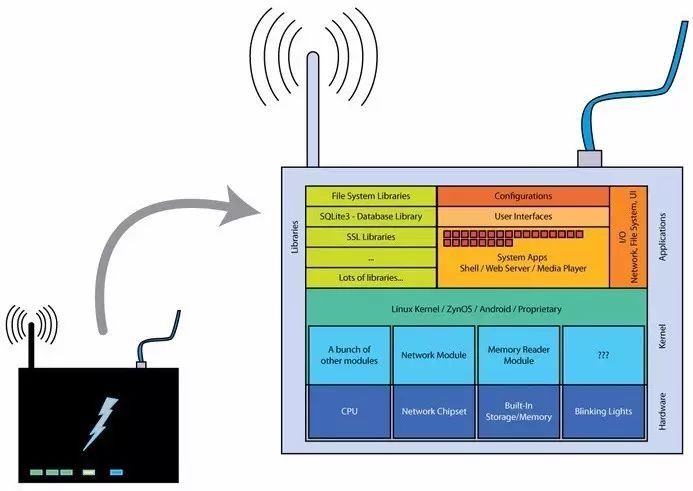 Libraries
File System Libraries
SQLite3 - Database Library
SSL Libraries
...
Lots of libraries...
Configurations
User Interfaces
System Apps
Shell / Web Server / Media Player
I/O
Network, File System, UI
Applications
Linux Kernel / ZynOS / Android / Proprietary
A bunch of
other modules
Network Module
Memory Reader
Module
???
Kernel
CPU
Network Chipset
Built-In
Storage/Memory
Blinking Lights
Hardware